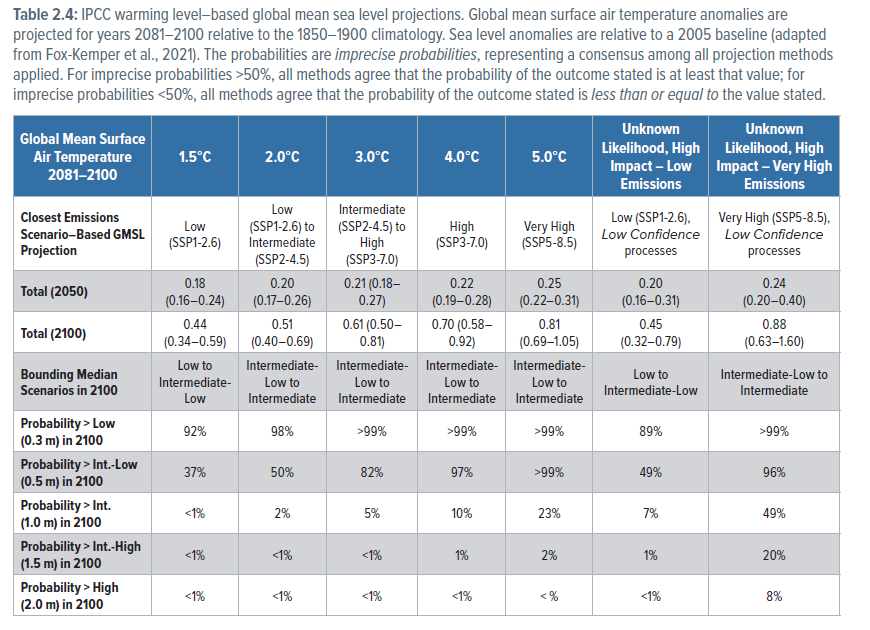 Table 2.4: IPCC warming level–based global mean sea level projections. Global mean surface air temperature anomalies are
projected for years 2081–2100 relative to the 1850–1900 climatology. Sea level anomalies are relative to a 2005 baseline (adapted
from Fox-Kemper et al., 2021). The probabilities are imprecise probabilities, representing a consensus among all projection methods
applied. For imprecise probabilities >50%, all methods agree that the probability of the outcome stated is at least that value; for
imprecise probabilities <50%, all methods agree that the probability of the outcome stated is less than or equal to the value stated.
Global Mean Surface
Air Temperature
2081–2100
1.5°C
2.0°C
3.0°C
4.0°C
5.0°C
Unknown
Likelihood, High
Impact – Low
Emissions
Unknown
Likelihood, High
Impact – Very High
Emissions
Closest Emissions
Scenario–Based GMSL
Projection
Low
(SSP1-2.6)
Low
(SSP1-2.6) to
Intermediate
(SSP2-4.5)
Intermediate
(SSP2-4.5) to
High
(SSP3-7.0)
High
(SSP3-7.0)
Very High
(SSP5-8.5)
Low (SSP1-2.6),
Low Confidence
processes
Very High (SSP5-8.5),
Low Confidence
processes
Total (2050)
0.18
(0.16–0.24)
0.20
(0.17–0.26)
0.21 (0.18–
0.27)
0.22
(0.19–0.28)
0.25
(0.22–0.31)
0.20
(0.16–0.31)
0.24
(0.20–0.40)
Total (2100)
0.44
(0.34–0.59)
0.51
(0.40–0.69)
0.61 (0.50–
0.81)
0.70 (0.58–
0.92)
0.81
(0.69–1.05)
0.45
(0.32–0.79)
0.88
(0.63–1.60)
Bounding Median
Scenarios in 2100
Low to
Intermediate-
Low
Intermediate-
Low to
Intermediate
Intermediate-
Low to
Intermediate
Intermediate-
Low to
Intermediate
Intermediate-
Low to
Intermediate
Low to
Intermediate-Low
Intermediate-Low to
Intermediate
Probability > Low
(0.3 m) in 2100
92%
98%
>99%
>99%
>99%
89%
>99%
Probability > Int.-Low
(0.5 m) in 2100
37%
50%
82%
97%
>99%
49%
96%
Probability > Int.
(1.0 m) in 2100
<1%
2%
5%
10%
23%
7%
49%
Probability > Int.-High
(1.5 m) in 2100
<1%
<1%
<1%
1%
2%
1%
20%
Probability > High
(2.0 m) in 2100
<1%
<1%
<1%
<1%
< %
<1%
8%